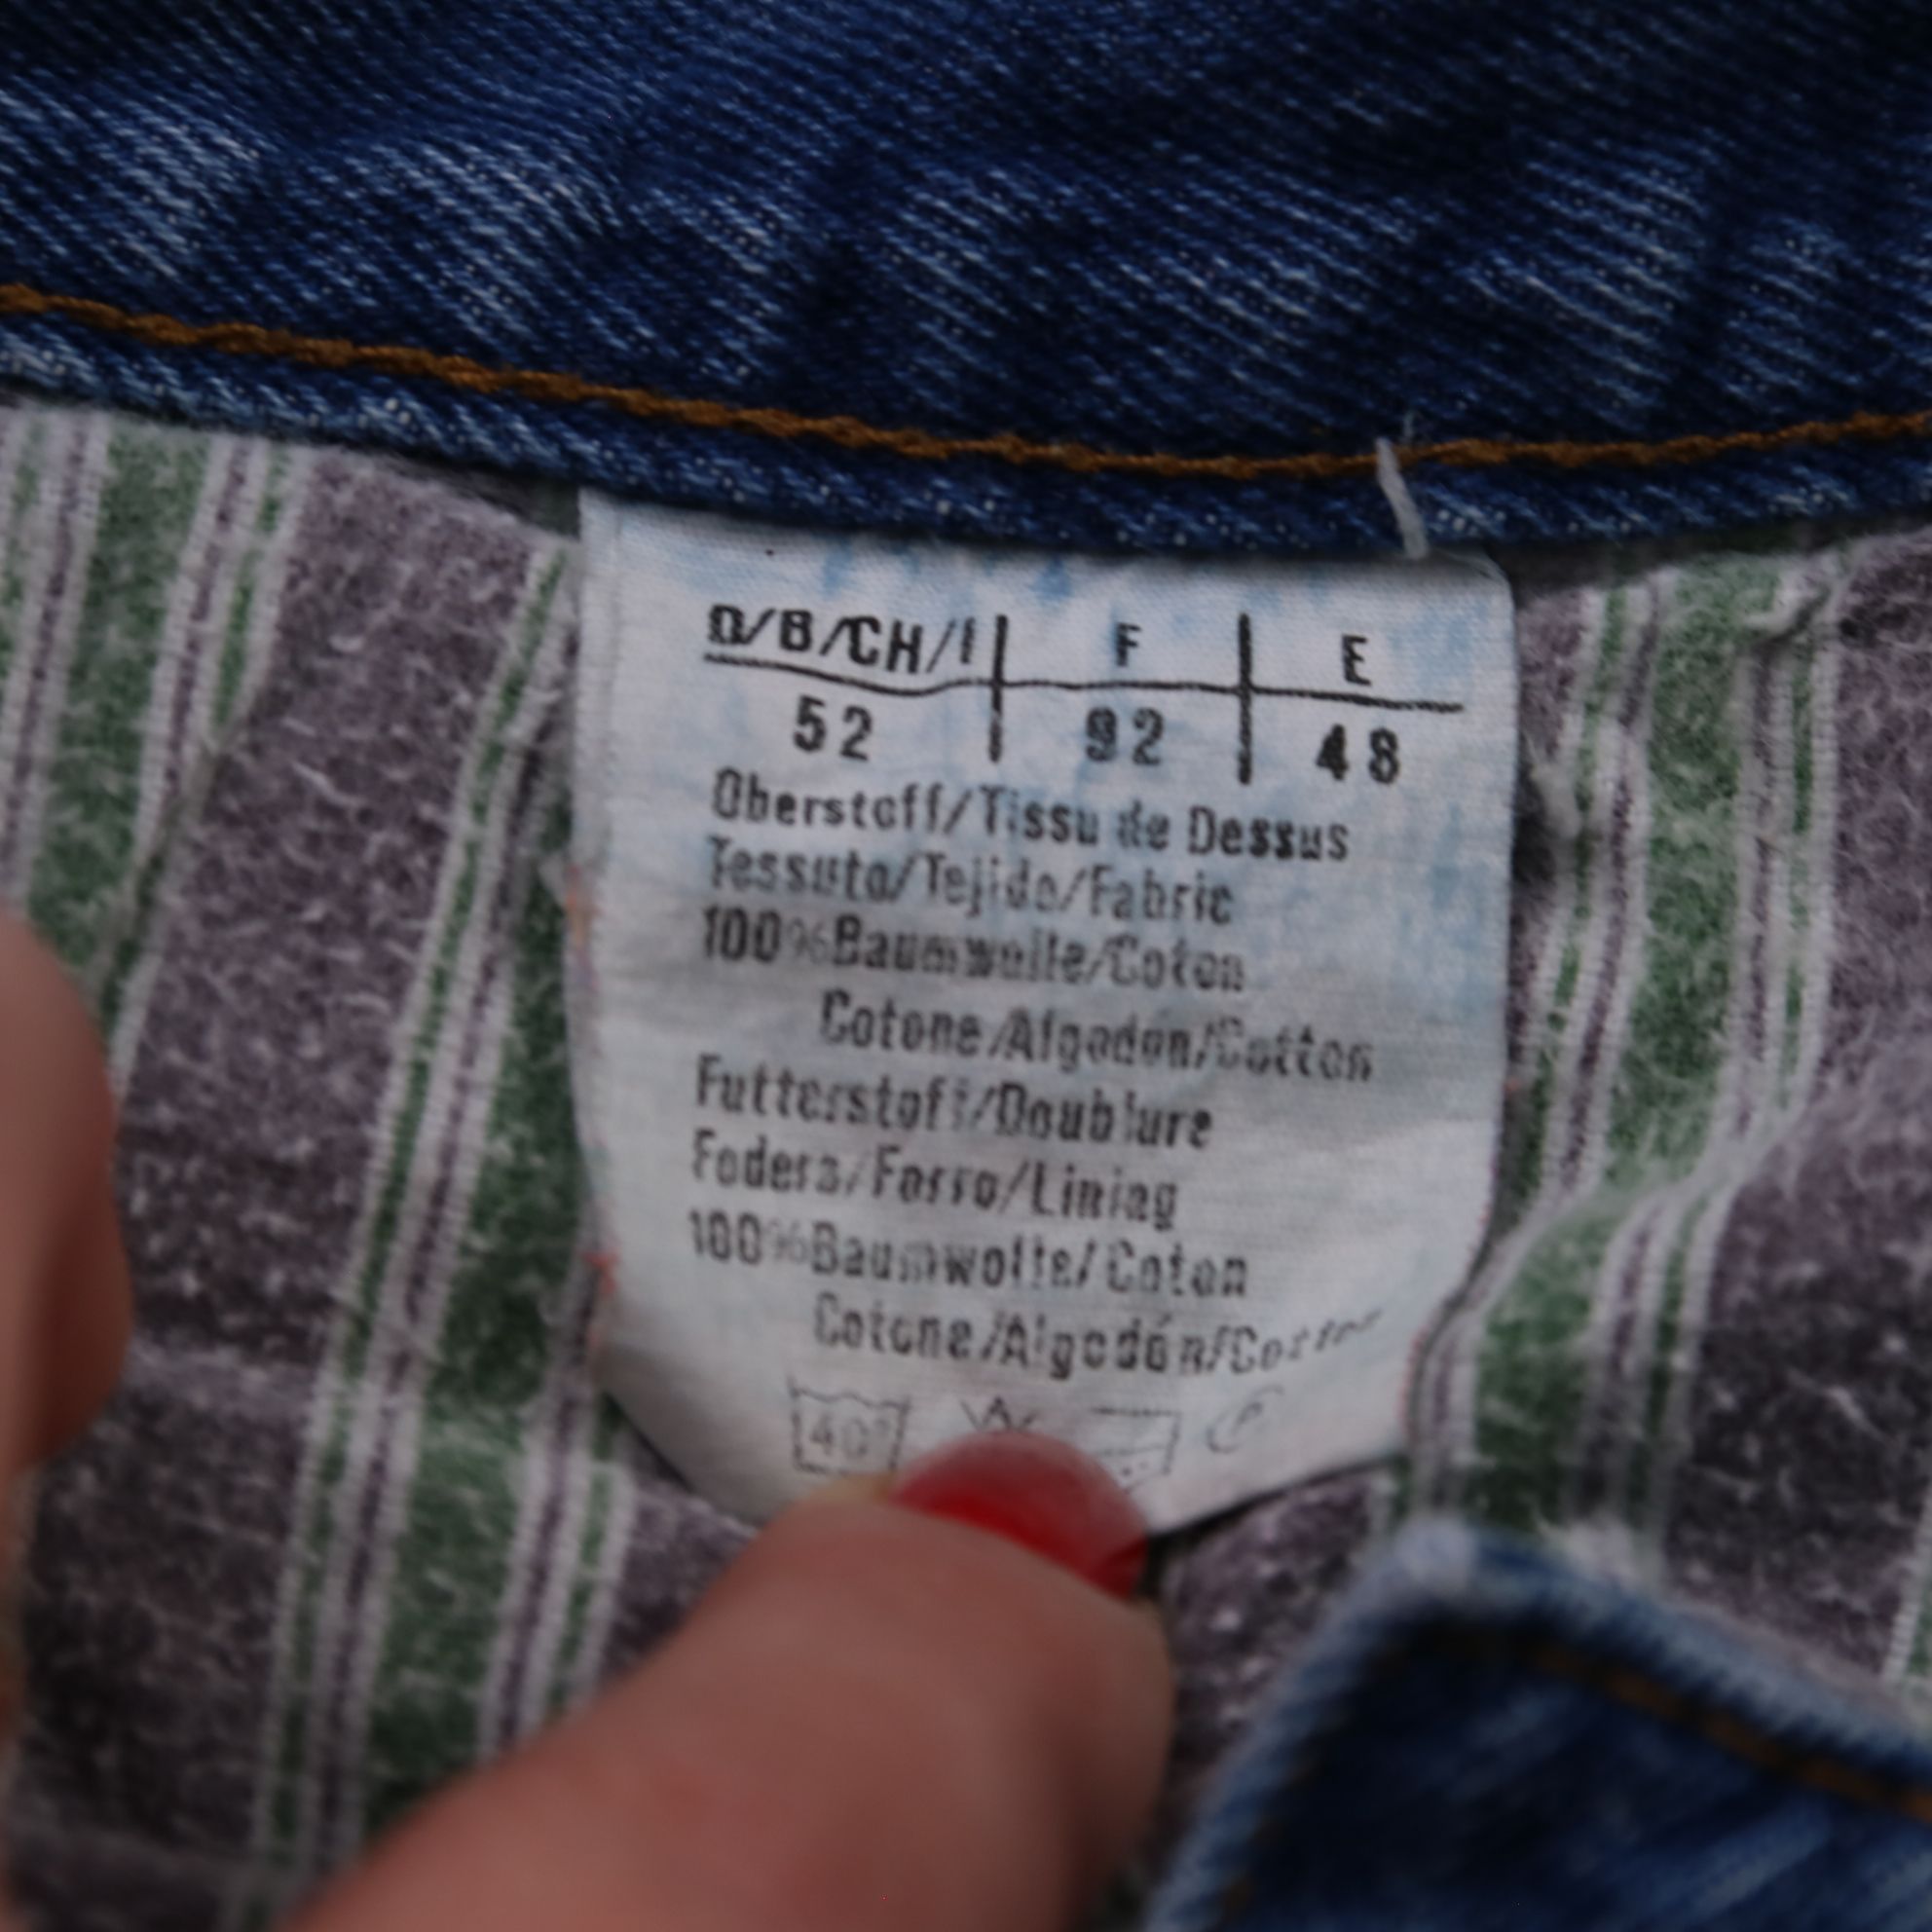 D/B/CH/I F E
52 92 48
Oberstoff/Tissu de Dessus
Tessuto/Tejido/Fabric
100%Baumwolle/Coton
Cotone/Algodón/Cotton
Futterstoff/Doublure
Fodera/Forro/Lining
100%Baumwolle/Coton
Cotone/Algodón/Cotton
40° P